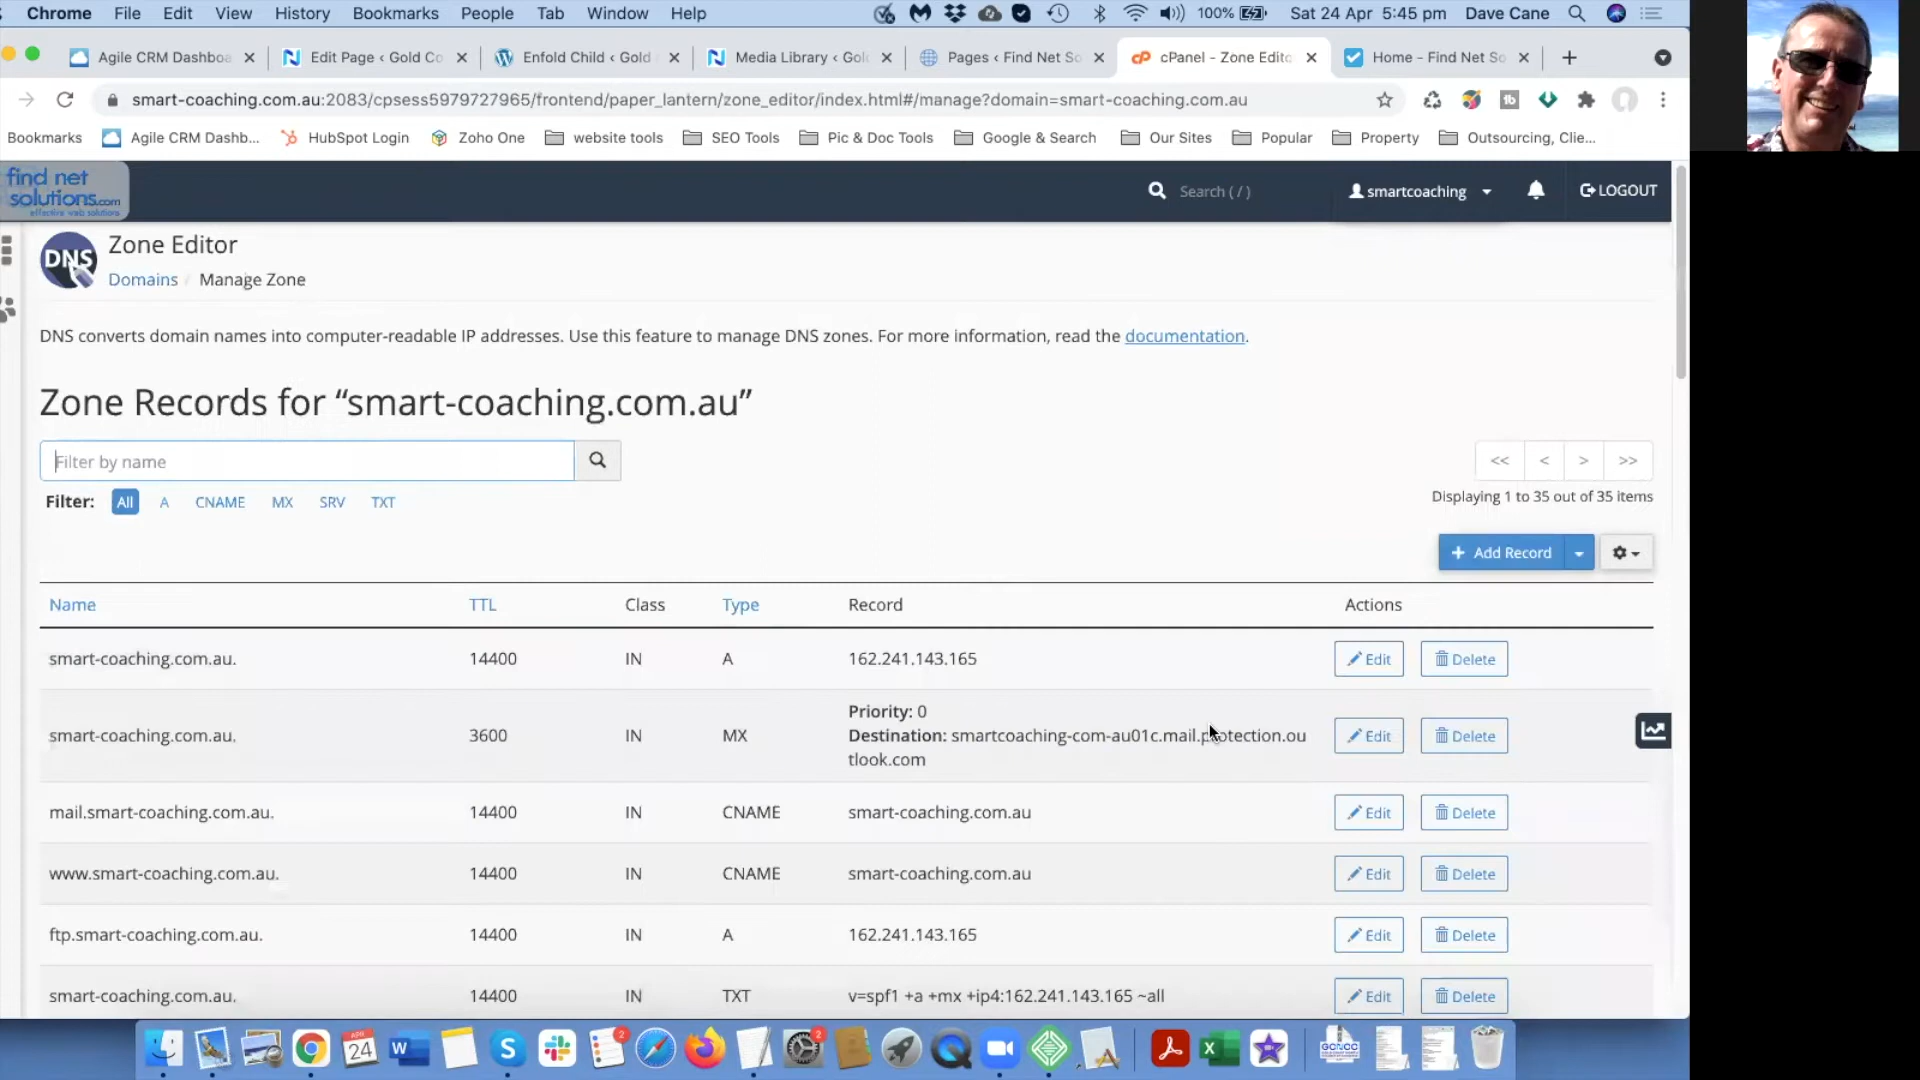 Chrome File Edit View History Bookmarks People Tab Window Help 100% Sat 24 Apr 5:45 pm Dave Cane
Agile CRM Dashboa Edit Page ‹ Gold Co Enfold Child ‹ Gold Media Library ‹ Gol Pages ‹ Find Net So cPanel - Zone Edito Home - Find Net So
smart-coaching.com.au:2083/cpsess5979727965/frontend/paper_lantern/zone_editor/index.html#/manage?domain=smart-coaching.com.au
Bookmarks Agile CRM Dashb... HubSpot Login Zoho One website tools SEO Tools Pic & Doc Tools Google & Search Our Sites Popular Property Outsourcing, Clie...
find net
solutions.com
effective web solutions
Search ( / ) smartcoaching LOGOUT
DNS
Zone Editor
Domains / Manage Zone
DNS converts domain names into computer-readable IP addresses. Use this feature to manage DNS zones. For more information, read the documentation.
Zone Records for “smart-coaching.com.au”
Filter by name
<< < > >>
Filter: All A CNAME MX SRV TXT
Displaying 1 to 35 out of 35 items
+ Add Record
Name TTL Class Type Record Actions
smart-coaching.com.au. 14400 IN A 162.241.143.165 Edit Delete
smart-coaching.com.au. 3600 IN MX Priority: 0
Destination: smartcoaching-com-au01c.mail.protection.ou
tlook.com Edit Delete
mail.smart-coaching.com.au. 14400 CNAME IN smart-coaching.com.au Edit Delete
www.smart-coaching.com.au. 14400 IN CNAME smart-coaching.com.au Edit Delete
ftp.smart-coaching.com.au. 14400 IN A 162.241.143.165 Edit Delete
smart-coaching.com.au. 14400 IN TXT v=spf1 +a +mx +ip4:162.241.143.165 ~all Edit Delete
APR
24
2
2
GCNCC